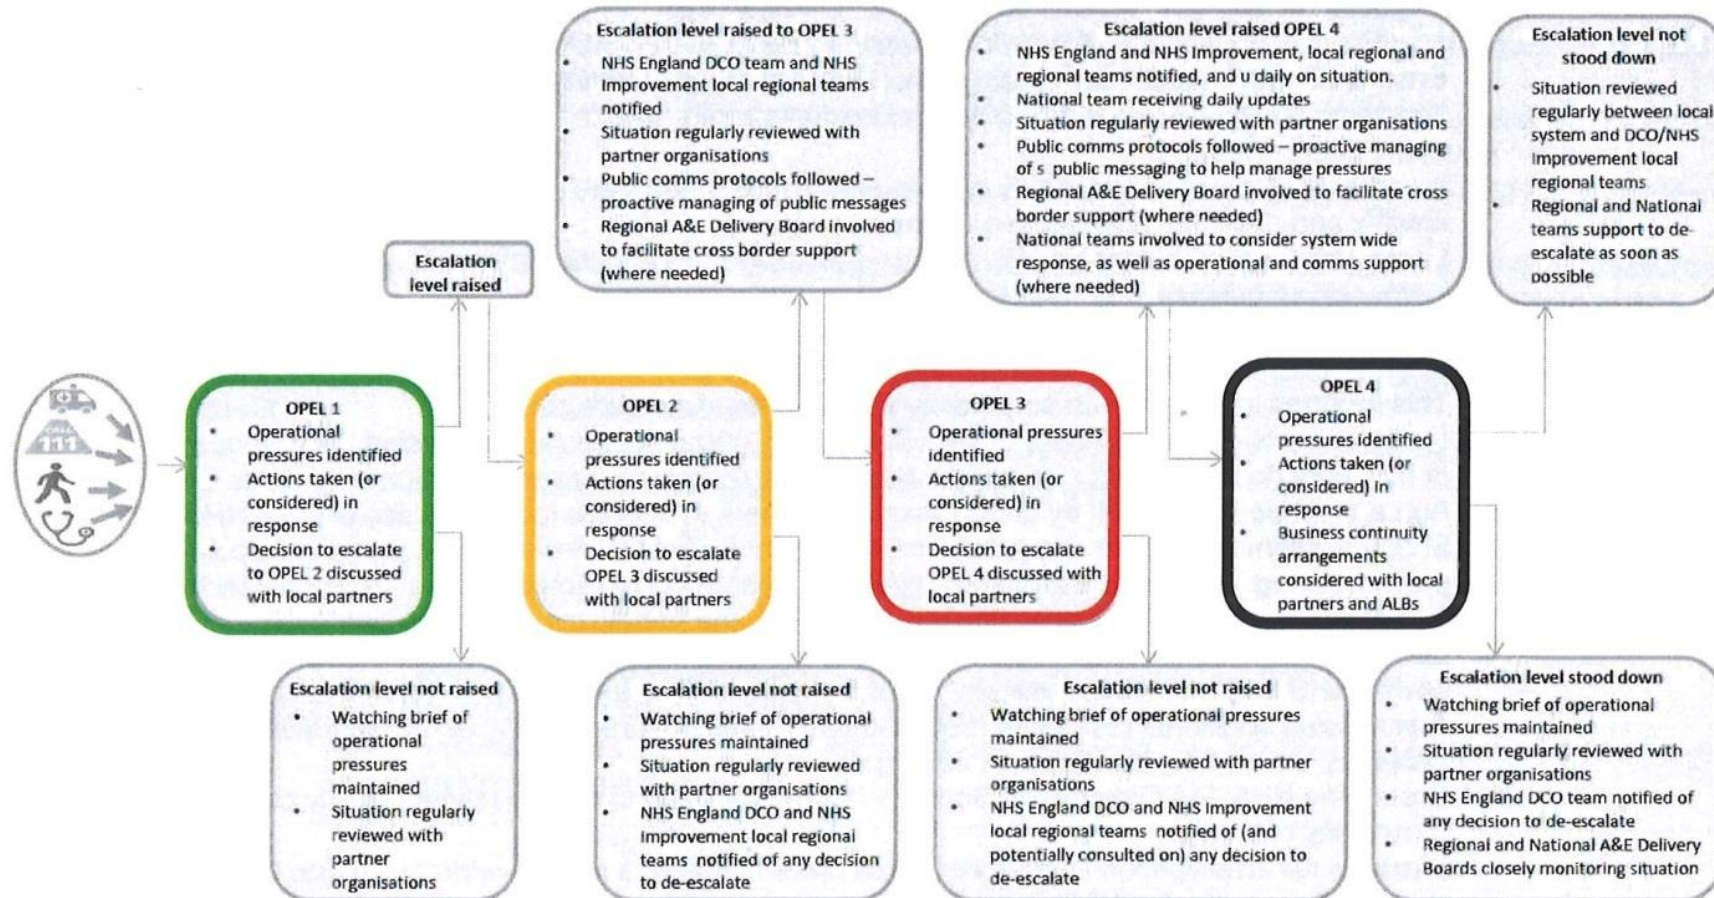 Escalation level raised to OPEL 3
• NHS England DCO team and NHS
Improvement local regional teams
notified
• Situation regularly reviewed with
partner organisations
• Public comms protocols followed –
proactive managing of public messages
• Regional A&E Delivery Board involved
to facilitate cross border support
(where needed)
Escalation level raised OPEL 4
• NHS England and NHS Improvement, local regional and
regional teams notified, and u daily on situation.
• National team receiving daily updates
• Situation regularly reviewed with partner organisations
• Public comms protocols followed – proactive managing
of s public messaging to help manage pressures
• Regional A&E Delivery Board involved to facilitate cross
border support (where needed)
• National teams involved to consider system wide
response, as well as operational and comms support
(where needed)
Escalation level not
stood down
• Situation reviewed
regularly between local
system and DCO/NHS
Improvement local
regional teams
• Regional and National
teams support to de-
escalate as soon as
possible
Escalation
level raised
111
OPEL 1
• Operational
pressures identified
• Actions taken (or
considered) in
response
• Decision to escalate
to OPEL 2 discussed
with local partners
OPEL 2
• Operational
pressures identified
• Actions taken (or
considered) in
response
• Decision to escalate
OPEL 3 discussed
with local partners
OPEL 3
• Operational pressures
identified
• Actions taken (or
considered) in
response
• Decision to escalate
OPEL 4 discussed with
local partners
OPEL 4
• Operational
pressures identified
• Actions taken (or
considered) in
response
• Business continuity
arrangements
considered with local
partners and ALBs
Escalation level not raised
• Watching brief of
operational
pressures
maintained
• Situation regularly
reviewed with
partner
organisations
Escalation level not raised
• Watching brief of operational
pressures maintained
• Situation regularly reviewed
with partner organisations
• NHS England DCO and NHS
Improvement local regional
teams notified of any decision
to de-escalate
Escalation level not raised
• Watching brief of operational pressures
maintained
• Situation regularly reviewed with partner
organisations
• NHS England DCO and NHS Improvement
local regional teams notified of (and
potentially consulted on) any decision to
de-escalate
Escalation level stood down
• Watching brief of operational
pressures maintained
• Situation regularly reviewed with
partner organisations
• NHS England DCO team notified of
any decision to de-escalate
• Regional and National A&E Delivery
Boards closely monitoring situation